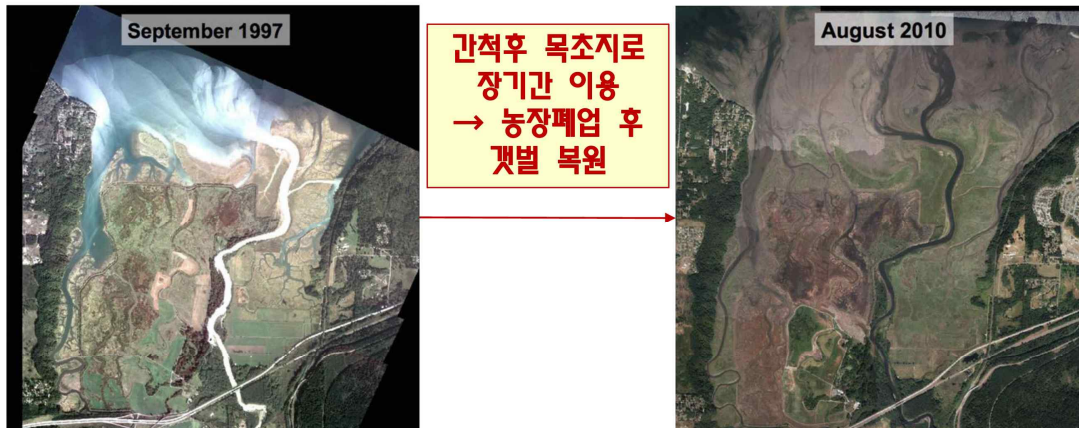 September 1997
간척후 목초지로
장기간 이용
→ 농장폐업 후
갯벌 복원
August 2010